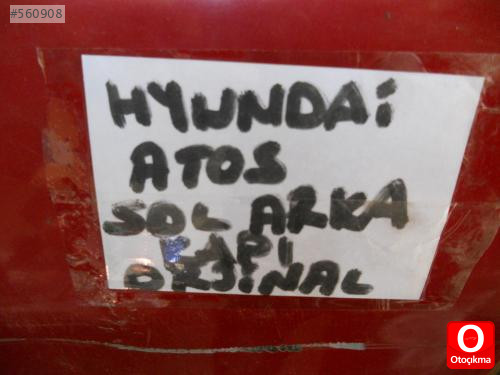 #560908
HYUNDAİ
ATOS
SOL ARKA
KAPI
ORJİNAL
Otoçıkma